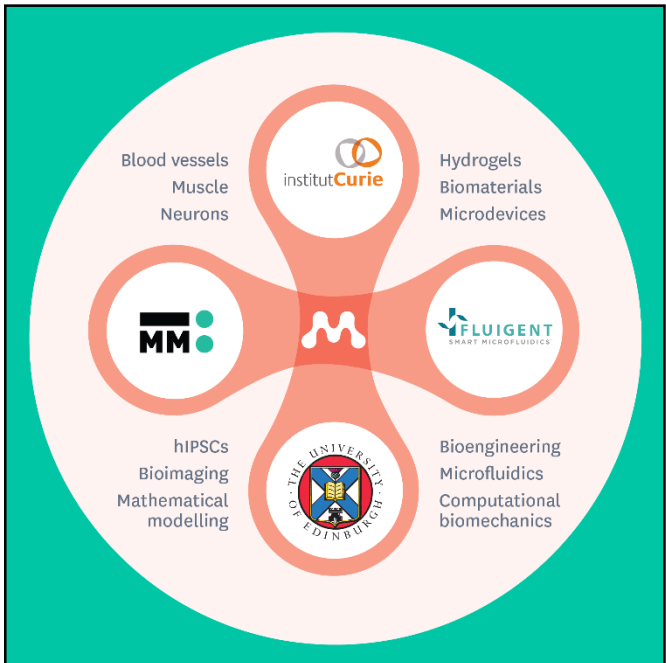 Blood vessels
Muscle
Neurons
institutCurie
Hydrogels
Biomaterials
Microdevices
MM
M
FLUIGENT
SMART MICROFLUIDICS
hIPSCs
Bioimaging
Mathematical
modelling
THE UNIVERSITY
OF EDINBURGH
Bioengineering
Microfluidics
Computational
biomechanics